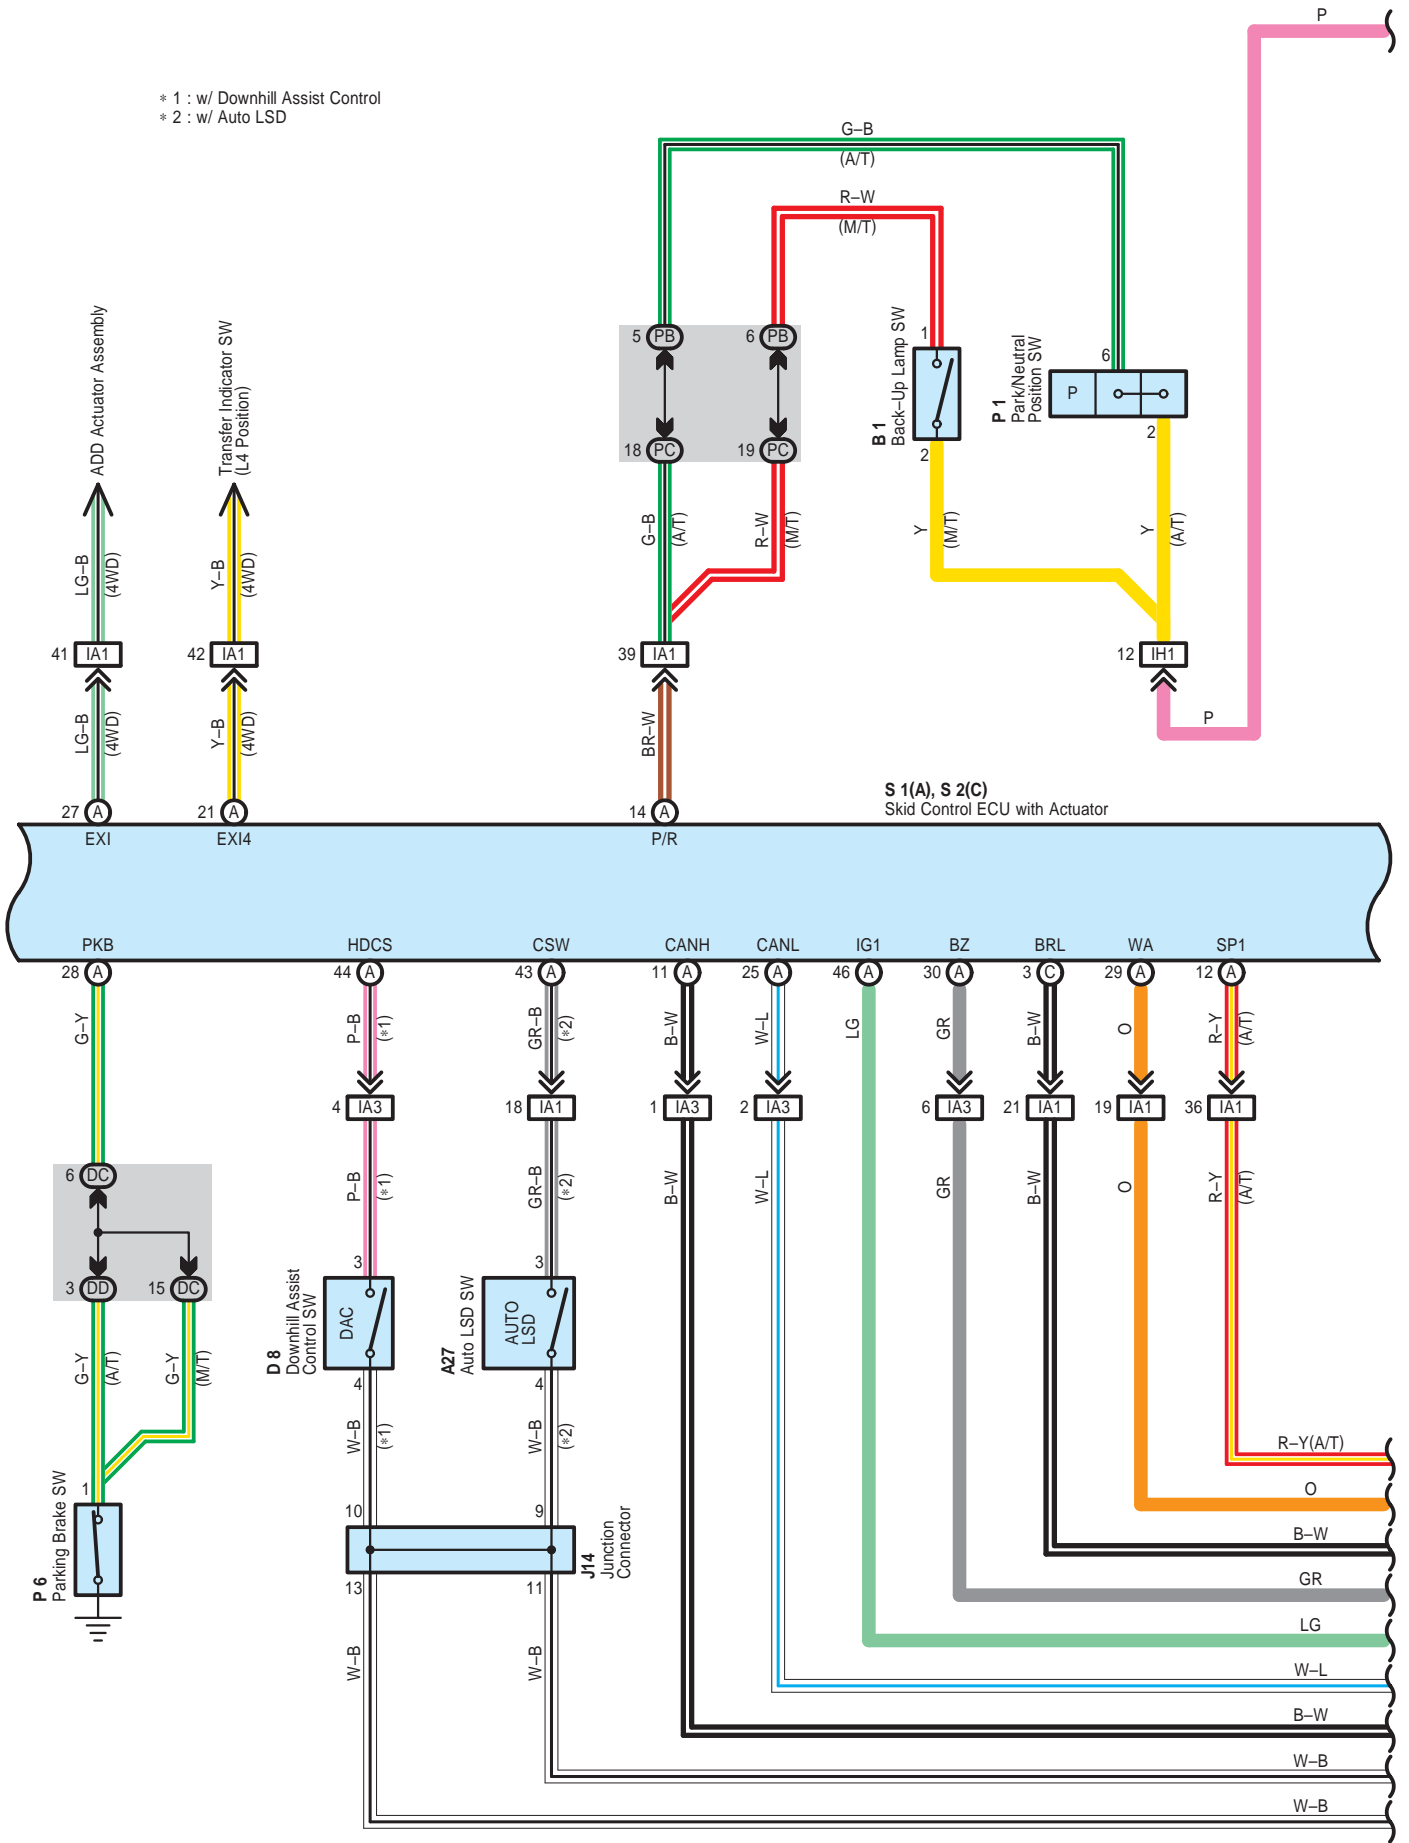 P
* 1 : w/ Downhill Assist Control
* 2 : w/ Auto LSD
G–B
(A/T)
R–W
(M/T)
ADD Actuator Assembly
Transfer Indicator SW
(L4 Position)
5 PB
6 PB
18 PC
19 PC
1
B 1
Back–Up Lamp SW
2
6
P 1
Park/Neutral
Position SW
P
2
LG–B
(4WD)
Y–B
(4WD)
G–B
(A/T)
R–W
(M/T)
Y
(M/T)
Y
(A/T)
41 IA1
42 IA1
39 IA1
12 IH1
LG–B
(4WD)
Y–B
(4WD)
BR–W
P
S 1(A), S 2(C)
Skid Control ECU with Actuator
27 A
21 A
14 A
EXI
EXI4
P/R
PKB
HDCS
CSW
CANH
CANL
IG1
BZ
BRL
WA
SP1
28 A
44 A
43 A
11 A
25 A
46 A
30 A
3 C
29 A
12 A
G–Y
P–B
(*1)
GR–B
(*2)
B–W
W–L
LG
GR
B–W
O
R–Y
(A/T)
4 IA3
18 IA1
1 IA3
2 IA3
6 IA3
21 IA1
19 IA1
36 IA1
P–B
(*1)
GR–B
(*2)
B–W
W–L
GR
B–W
O
R–Y
(A/T)
6 DC
3 DD
15 DC
3
D 8
Downhill Assist
Control SW
DAC
4
3
A27
Auto LSD SW
AUTO
LSD
4
G–Y
(A/T)
G–Y
(M/T)
W–B
(*1)
W–B
(*2)
R–Y(A/T)
1
P 6
Parking Brake SW
10
9
J14
Junction
Connector
13
11
O
B–W
GR
LG
W–B
W–B
W–L
B–W
W–B
W–B